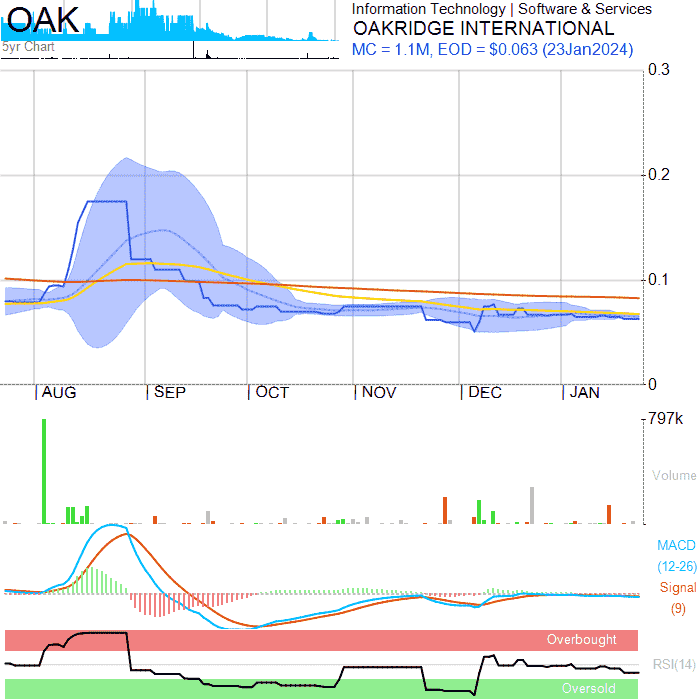 OAK
5yr Chart
Information Technology | Software & Services
OAKRIDGE INTERNATIONAL
MC = 1.1M, EOD = $0.063 (23Jan2024)
0.3
0.2
0.1
0
AUG SEP OCT NOV DEC JAN
797k
Volume
MACD
(12-26)
Signal
(9)
Overbought
RSI(14)
Oversold